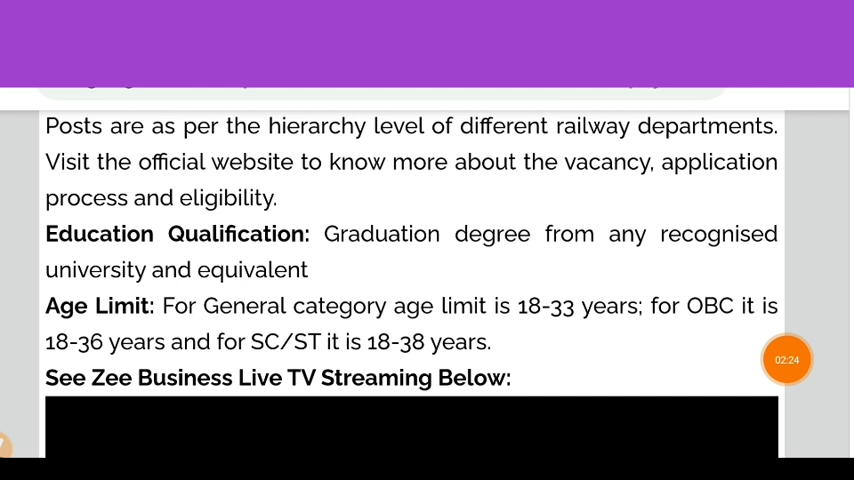 Posts are as per the hierarchy level of different railway departments.
Visit the official website to know more about the vacancy, application
process and eligibility.
Education Qualification: Graduation degree from any recognised
university and equivalent
Age Limit: For General category age limit is 18-33 years; for OBC it is
18-36 years and for SC/ST it is 18-38 years.
02:24
See Zee Business Live TV Streaming Below: